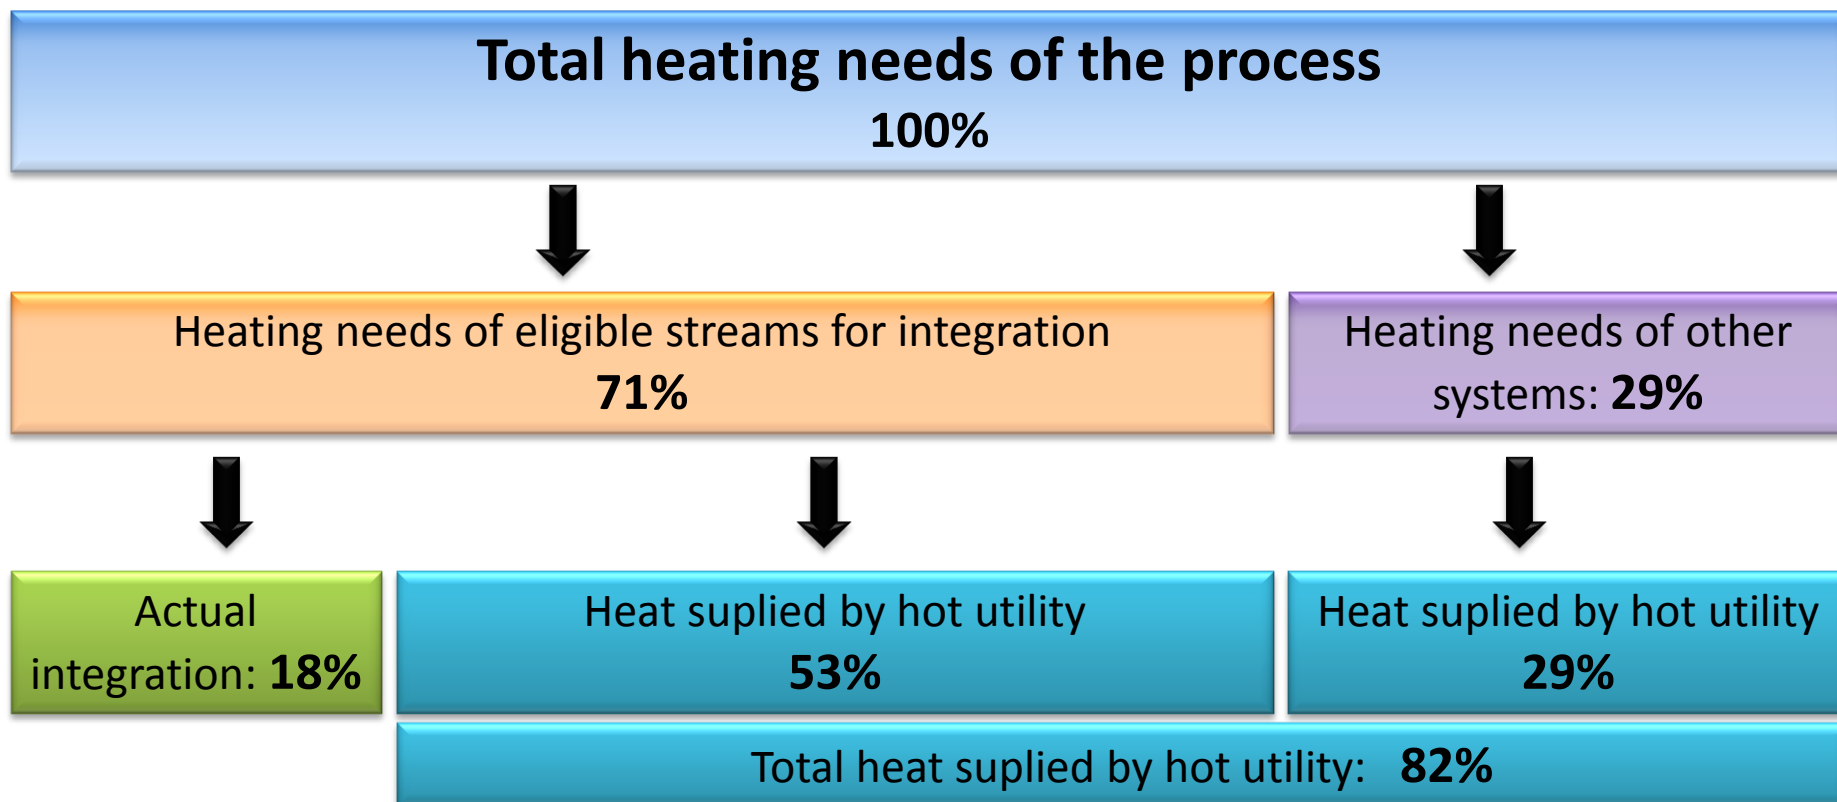 Total heating needs of the process
100%
Heating needs of eligible streams for integration
71%
Heating needs of other
systems: 29%
Actual
integration: 18%
Heat suplied by hot utility
53%
Heat suplied by hot utility
29%
Total heat suplied by hot utility: 82%